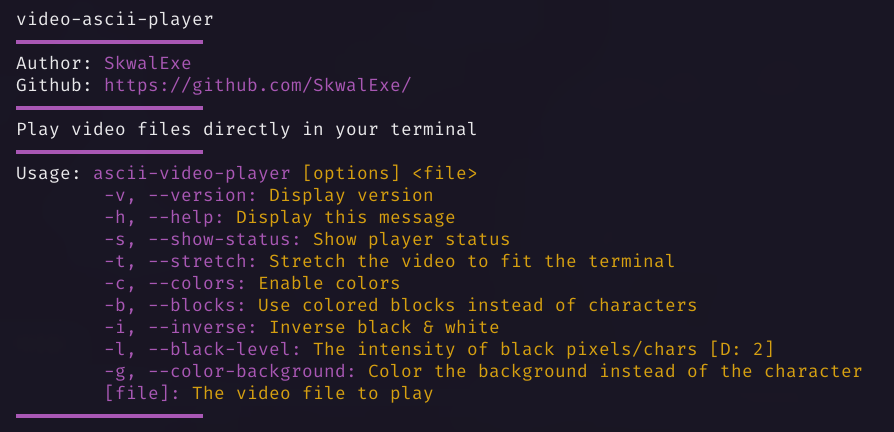 video-ascii-player
Author: SkwalExe
Github: https://github.com/SkwalExe/
Play video files directly in your terminal
Usage: ascii-video-player [options] <file>
-v, --version: Display version
-h, --help: Display this message
-s, --show-status: Show player status
-t, --stretch: Stretch the video to fit the terminal
-c, --colors: Enable colors
-b, --blocks: Use colored blocks instead of characters
-i, --inverse: Inverse black & white
-l, --black-level: The intensity of black pixels/chars [D: 2]
-g, --color-background: Color the background instead of the character
[file]: The video file to play